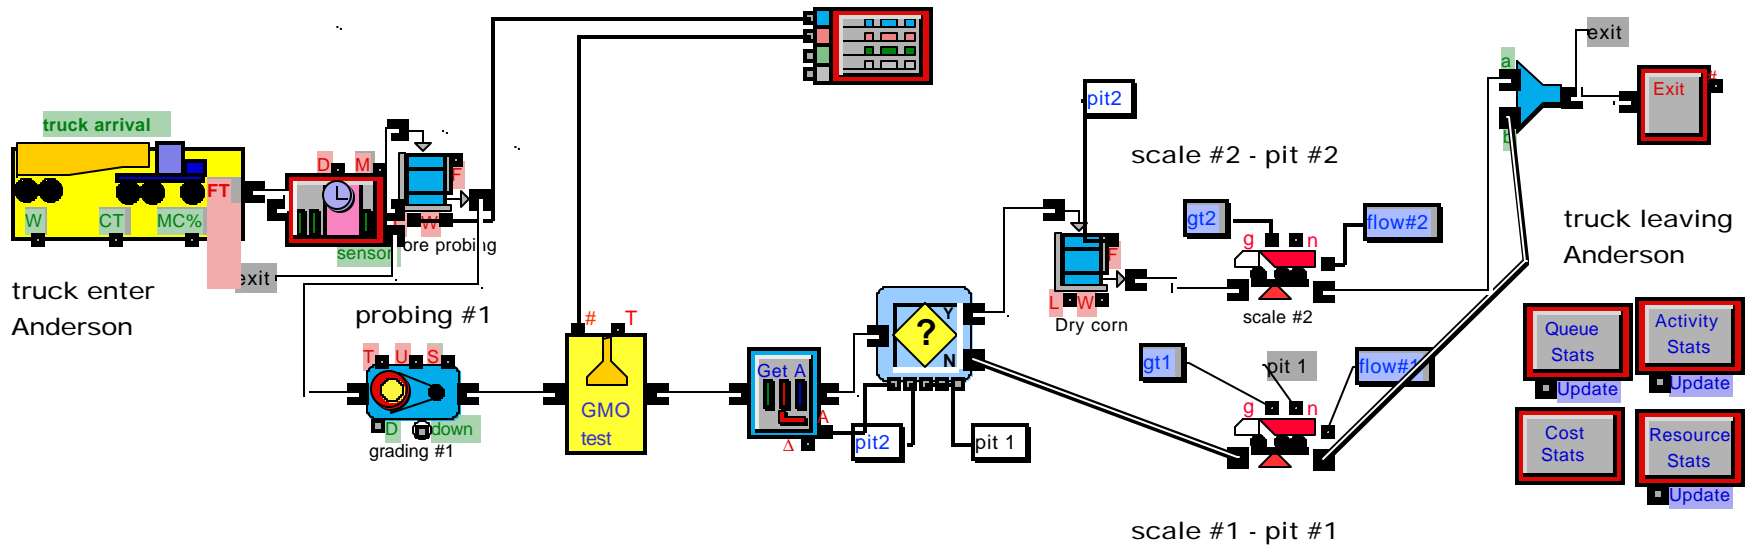 truck arrival
FT
W
CT
MC%
D
M
F
W
ore probing
sensor
exit
truck enter
Anderson
probing #1
T
U
S
D
down
grading #1
#
T
GMO
test
Get A
A
Δ
?
Y
N
pit2
pit 1
pit2
F
L
W
Dry corn
scale #2 - pit #2
gt2
g
n
flow#2
scale #2
gt1
pit 1
flow#1
g
n
scale #1 - pit #1
a
b
exit
Exit
#
truck leaving
Anderson
Queue
Stats
Update
Activity
Stats
Update
Cost
Stats
Resource
Stats
Update